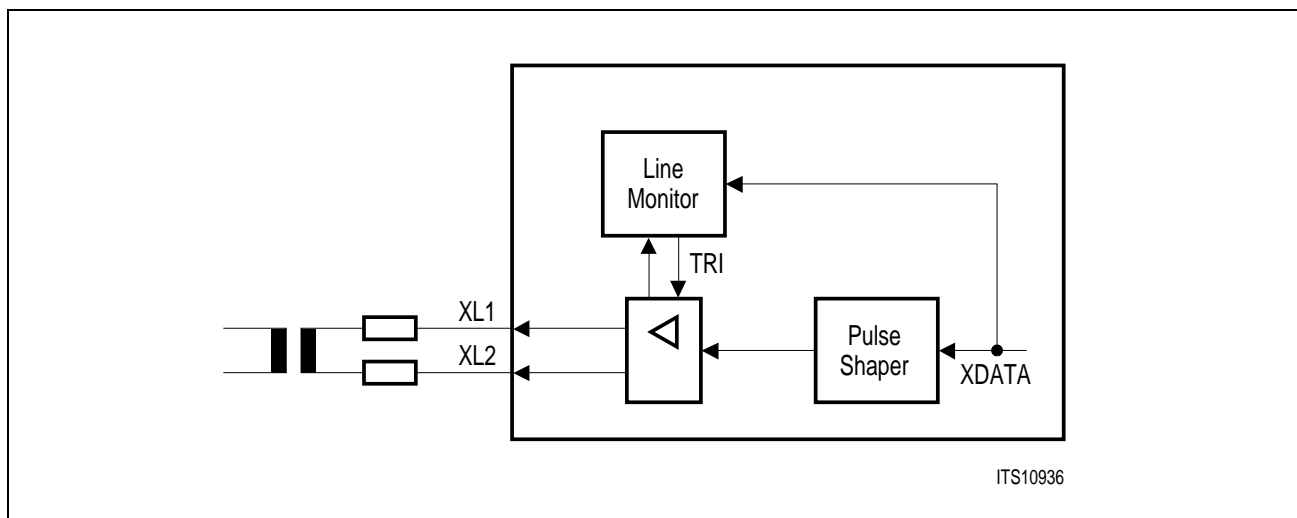 Line
Monitor
TRI
XL1
XL2
Pulse
Shaper
XDATA
ITS10936